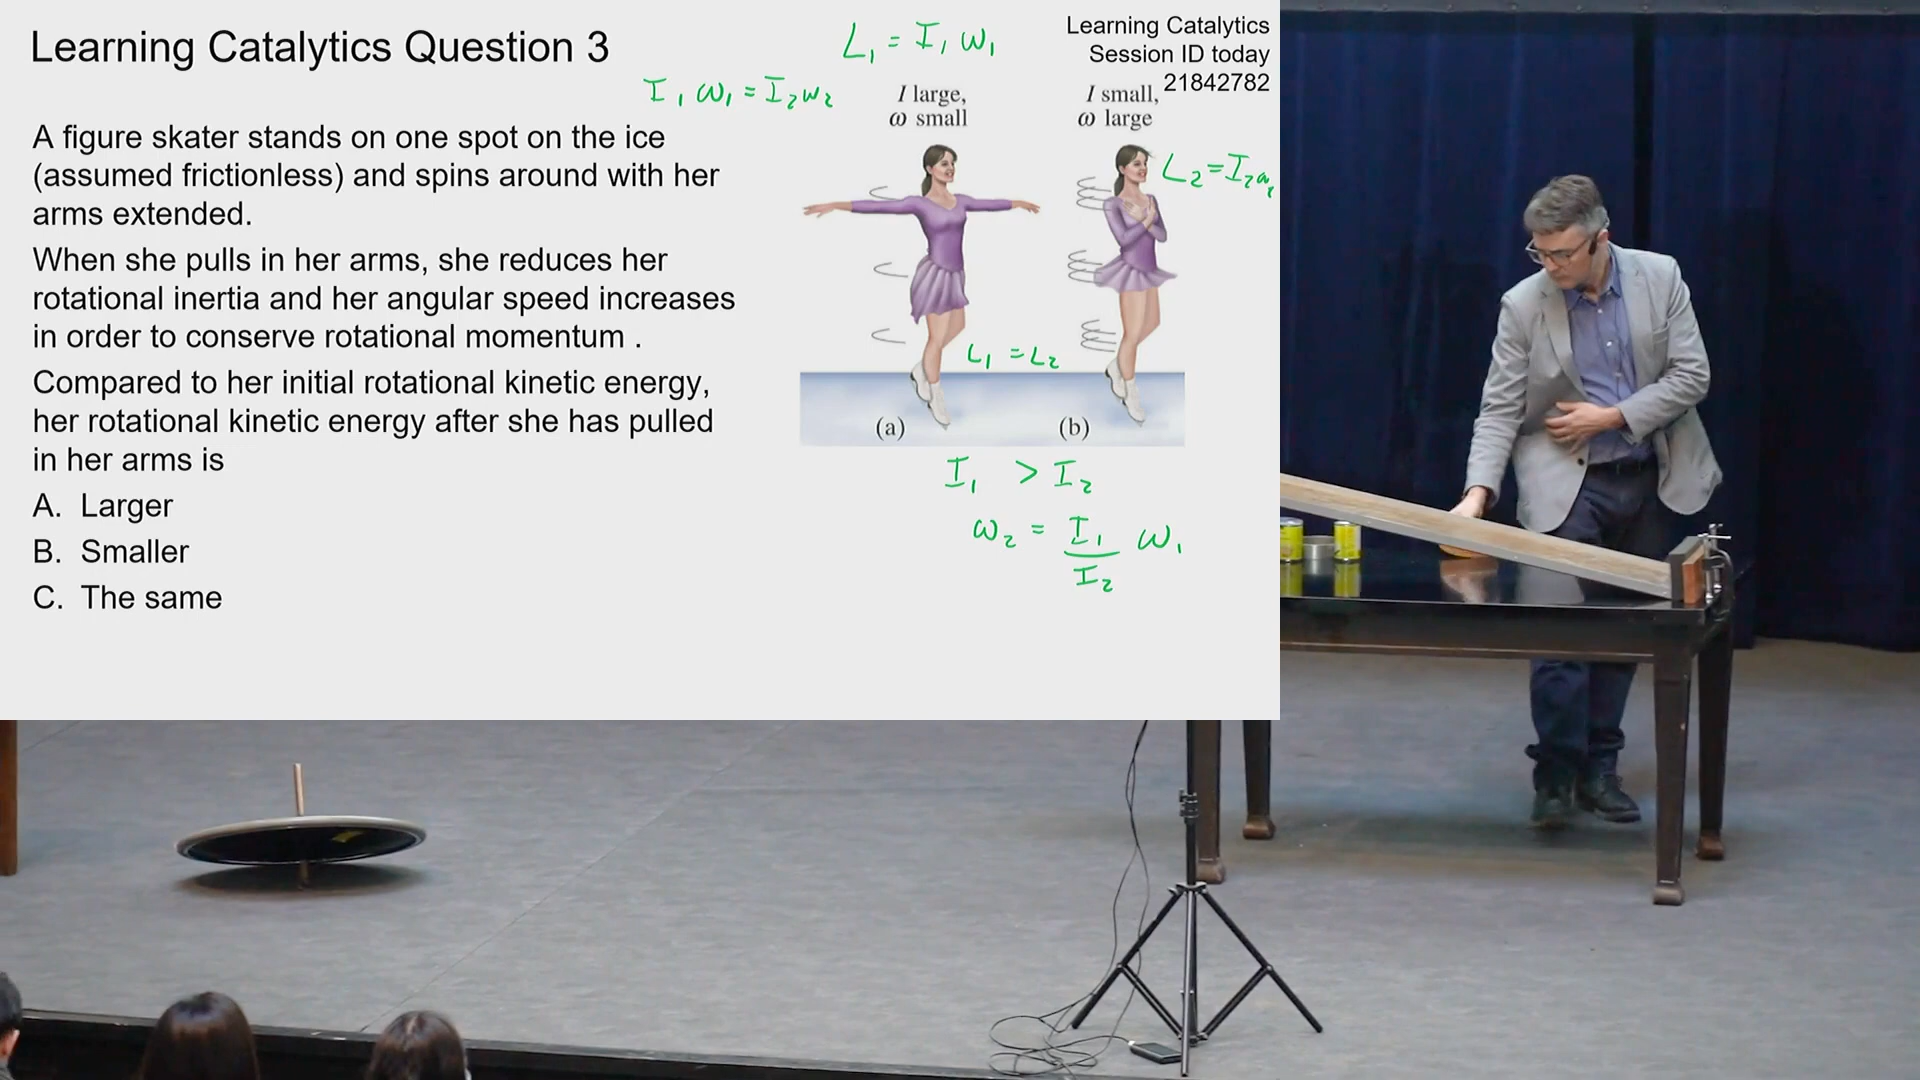 Learning Catalytics Question 3
L₁ = I₁ ω₁
Learning Catalytics
Session ID today
21842782
I₁ ω₁ = I₂ω₂
I large,
ω small
I small,
ω large
A figure skater stands on one spot on the ice
(assumed frictionless) and spins around with her
arms extended.
L₂ = I₂ω₂
When she pulls in her arms, she reduces her
rotational inertia and her angular speed increases
in order to conserve rotational momentum .
L₁ = L₂
Compared to her initial rotational kinetic energy,
her rotational kinetic energy after she has pulled
in her arms is
(a)
(b)
I₁ > I₂
A. Larger
B. Smaller
C. The same
ω₂ = I₁/I₂ ω₁